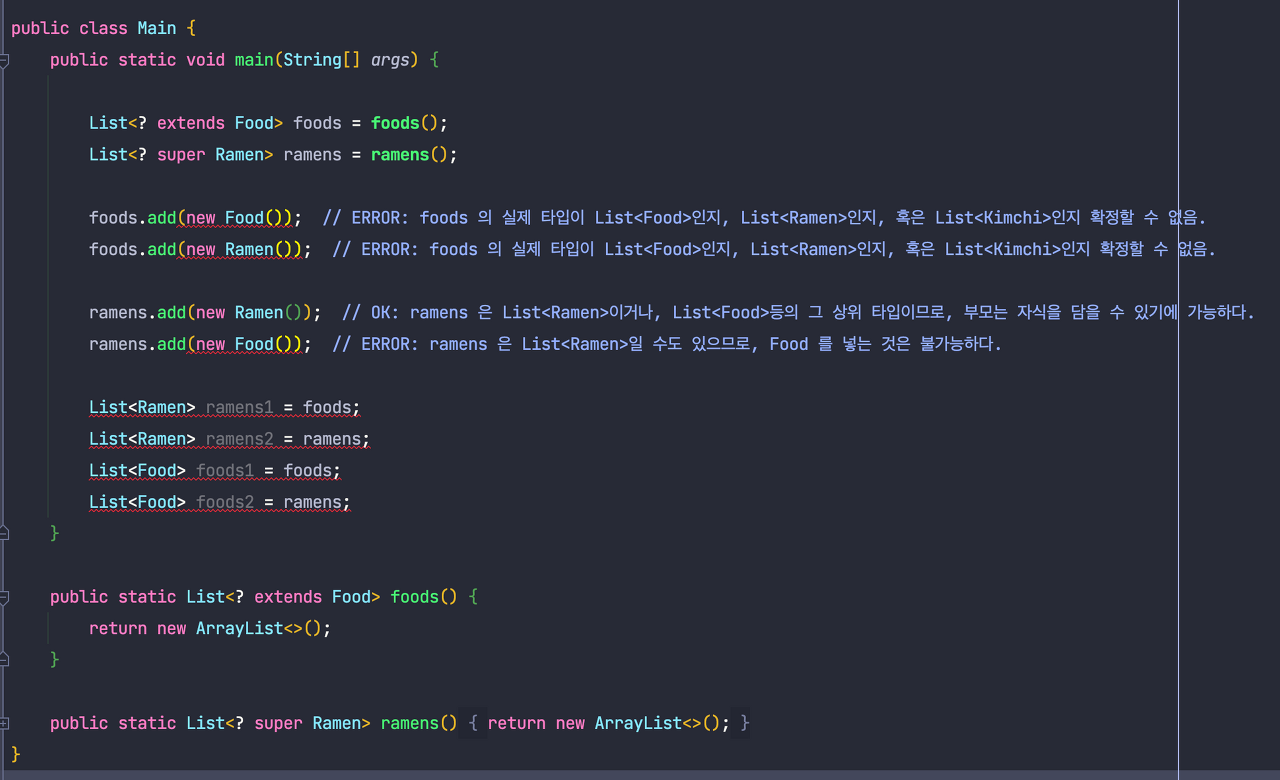 public class Main {
public static void main(String[] args) {
List<? extends Food> foods = foods();
List<? super Ramen> ramens = ramens();
foods.add(new Food());  // ERROR: foods 의 실제 타입이 List<Food>인지, List<Ramen>인지, 혹은 List<Kimchi>인지 확정할 수 없음.
foods.add(new Ramen());  // ERROR: foods 의 실제 타입이 List<Food>인지, List<Ramen>인지, 혹은 List<Kimchi>인지 확정할 수 없음.
ramens.add(new Ramen());  // OK: ramens 은 List<Ramen>이거나, List<Food>등의 그 상위 타입이므로, 부모는 자식을 담을 수 있기에 가능하다.
ramens.add(new Food());  // ERROR: ramens 은 List<Ramen>일 수도 있으므로, Food 를 넣는 것은 불가능하다.
List<Ramen> ramens1 = foods;
List<Ramen> ramens2 = ramens;
List<Food> foods1 = foods;
List<Food> foods2 = ramens;
}
public static List<? extends Food> foods() {
return new ArrayList<>();
}
public static List<? super Ramen> ramens() { return new ArrayList<>(); }
}